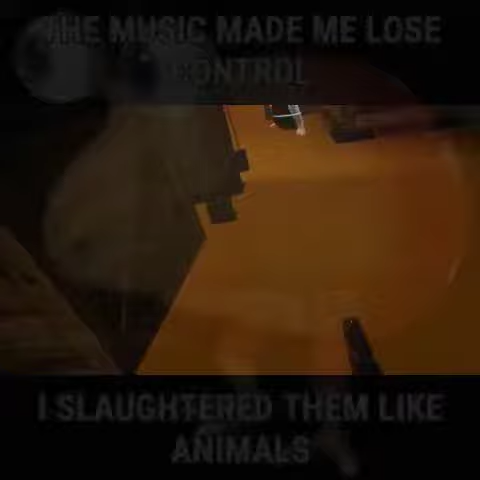 THE MUSIC MADE ME LOSE
CONTROL
I SLAUGHTERED THEM LIKE
ANIMALS